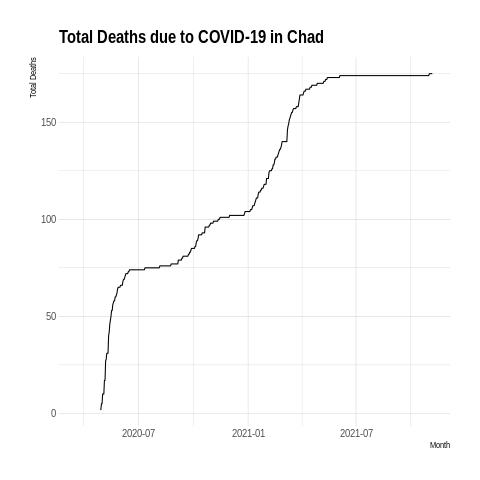 Total Deaths due to COVID-19 in Chad
Total Deaths
150
100
50
0
2020-07
2021-01
2021-07
Month